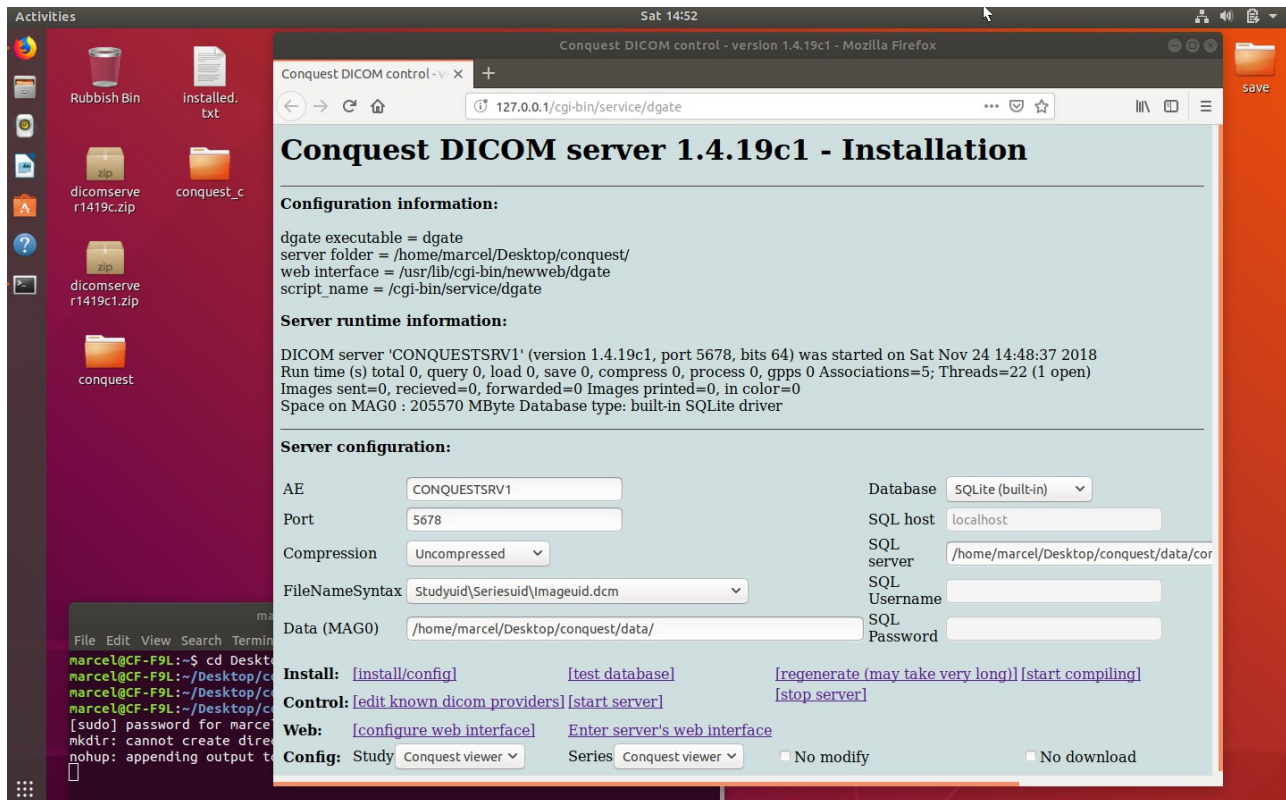 Activities
Sat 14:52
Conquest DICOM control - version 1.4.19c1 - Mozilla Firefox
Rubbish Bin
installed.
txt
save
Conquest DICOM control - v
127.0.0.1/cgi-bin/service/dgate
dicomserve
r1419c.zip
conquest_c
zip
zip
dicomserve
r1419c1.zip
conquest
Conquest DICOM server 1.4.19c1 - Installation
Configuration information:
dgate executable = dgate
server folder = /home/marcel/Desktop/conquest/
web interface = /usr/lib/cgi-bin/newweb/dgate
script_name = /cgi-bin/service/dgate
Server runtime information:
DICOM server 'CONQUESTSRV1' (version 1.4.19c1, port 5678, bits 64) was started on Sat Nov 24 14:48:37 2018
Run time (s) total 0, query 0, load 0, save 0, compress 0, process 0, gpps 0 Associations=5; Threads=22 (1 open)
Images sent=0, recieved=0, forwarded=0 Images printed=0, in color=0
Space on MAG0 : 205570 MByte Database type: built-in SQLite driver
Server configuration:
AE CONQUESTSRV1 Database SQLite (built-in)
Port 5678 SQL host localhost
Compression Uncompressed SQL server /home/marcel/Desktop/conquest/data/cor
FileNameSyntax Studyuid\Seriesuid\Imageuid.dcm SQL Username
Data (MAG0) /home/marcel/Desktop/conquest/data/ SQL Password
Install: [install/config] [test database] [regenerate (may take very long)] [start compiling]
Control: [edit known dicom providers] [start server] [stop server]
Web: [configure web interface] Enter server's web interface
Config: Study Conquest viewer Series Conquest viewer No modify No download
ma
File Edit View Search Termin
marcel@CF-F9L:~$ cd Deskto
marcel@CF-F9L:~/Desktop/co
marcel@CF-F9L:~/Desktop/co
marcel@CF-F9L:~/Desktop/co
[sudo] password for marcel
mkdir: cannot create direc
nohup: appending output to